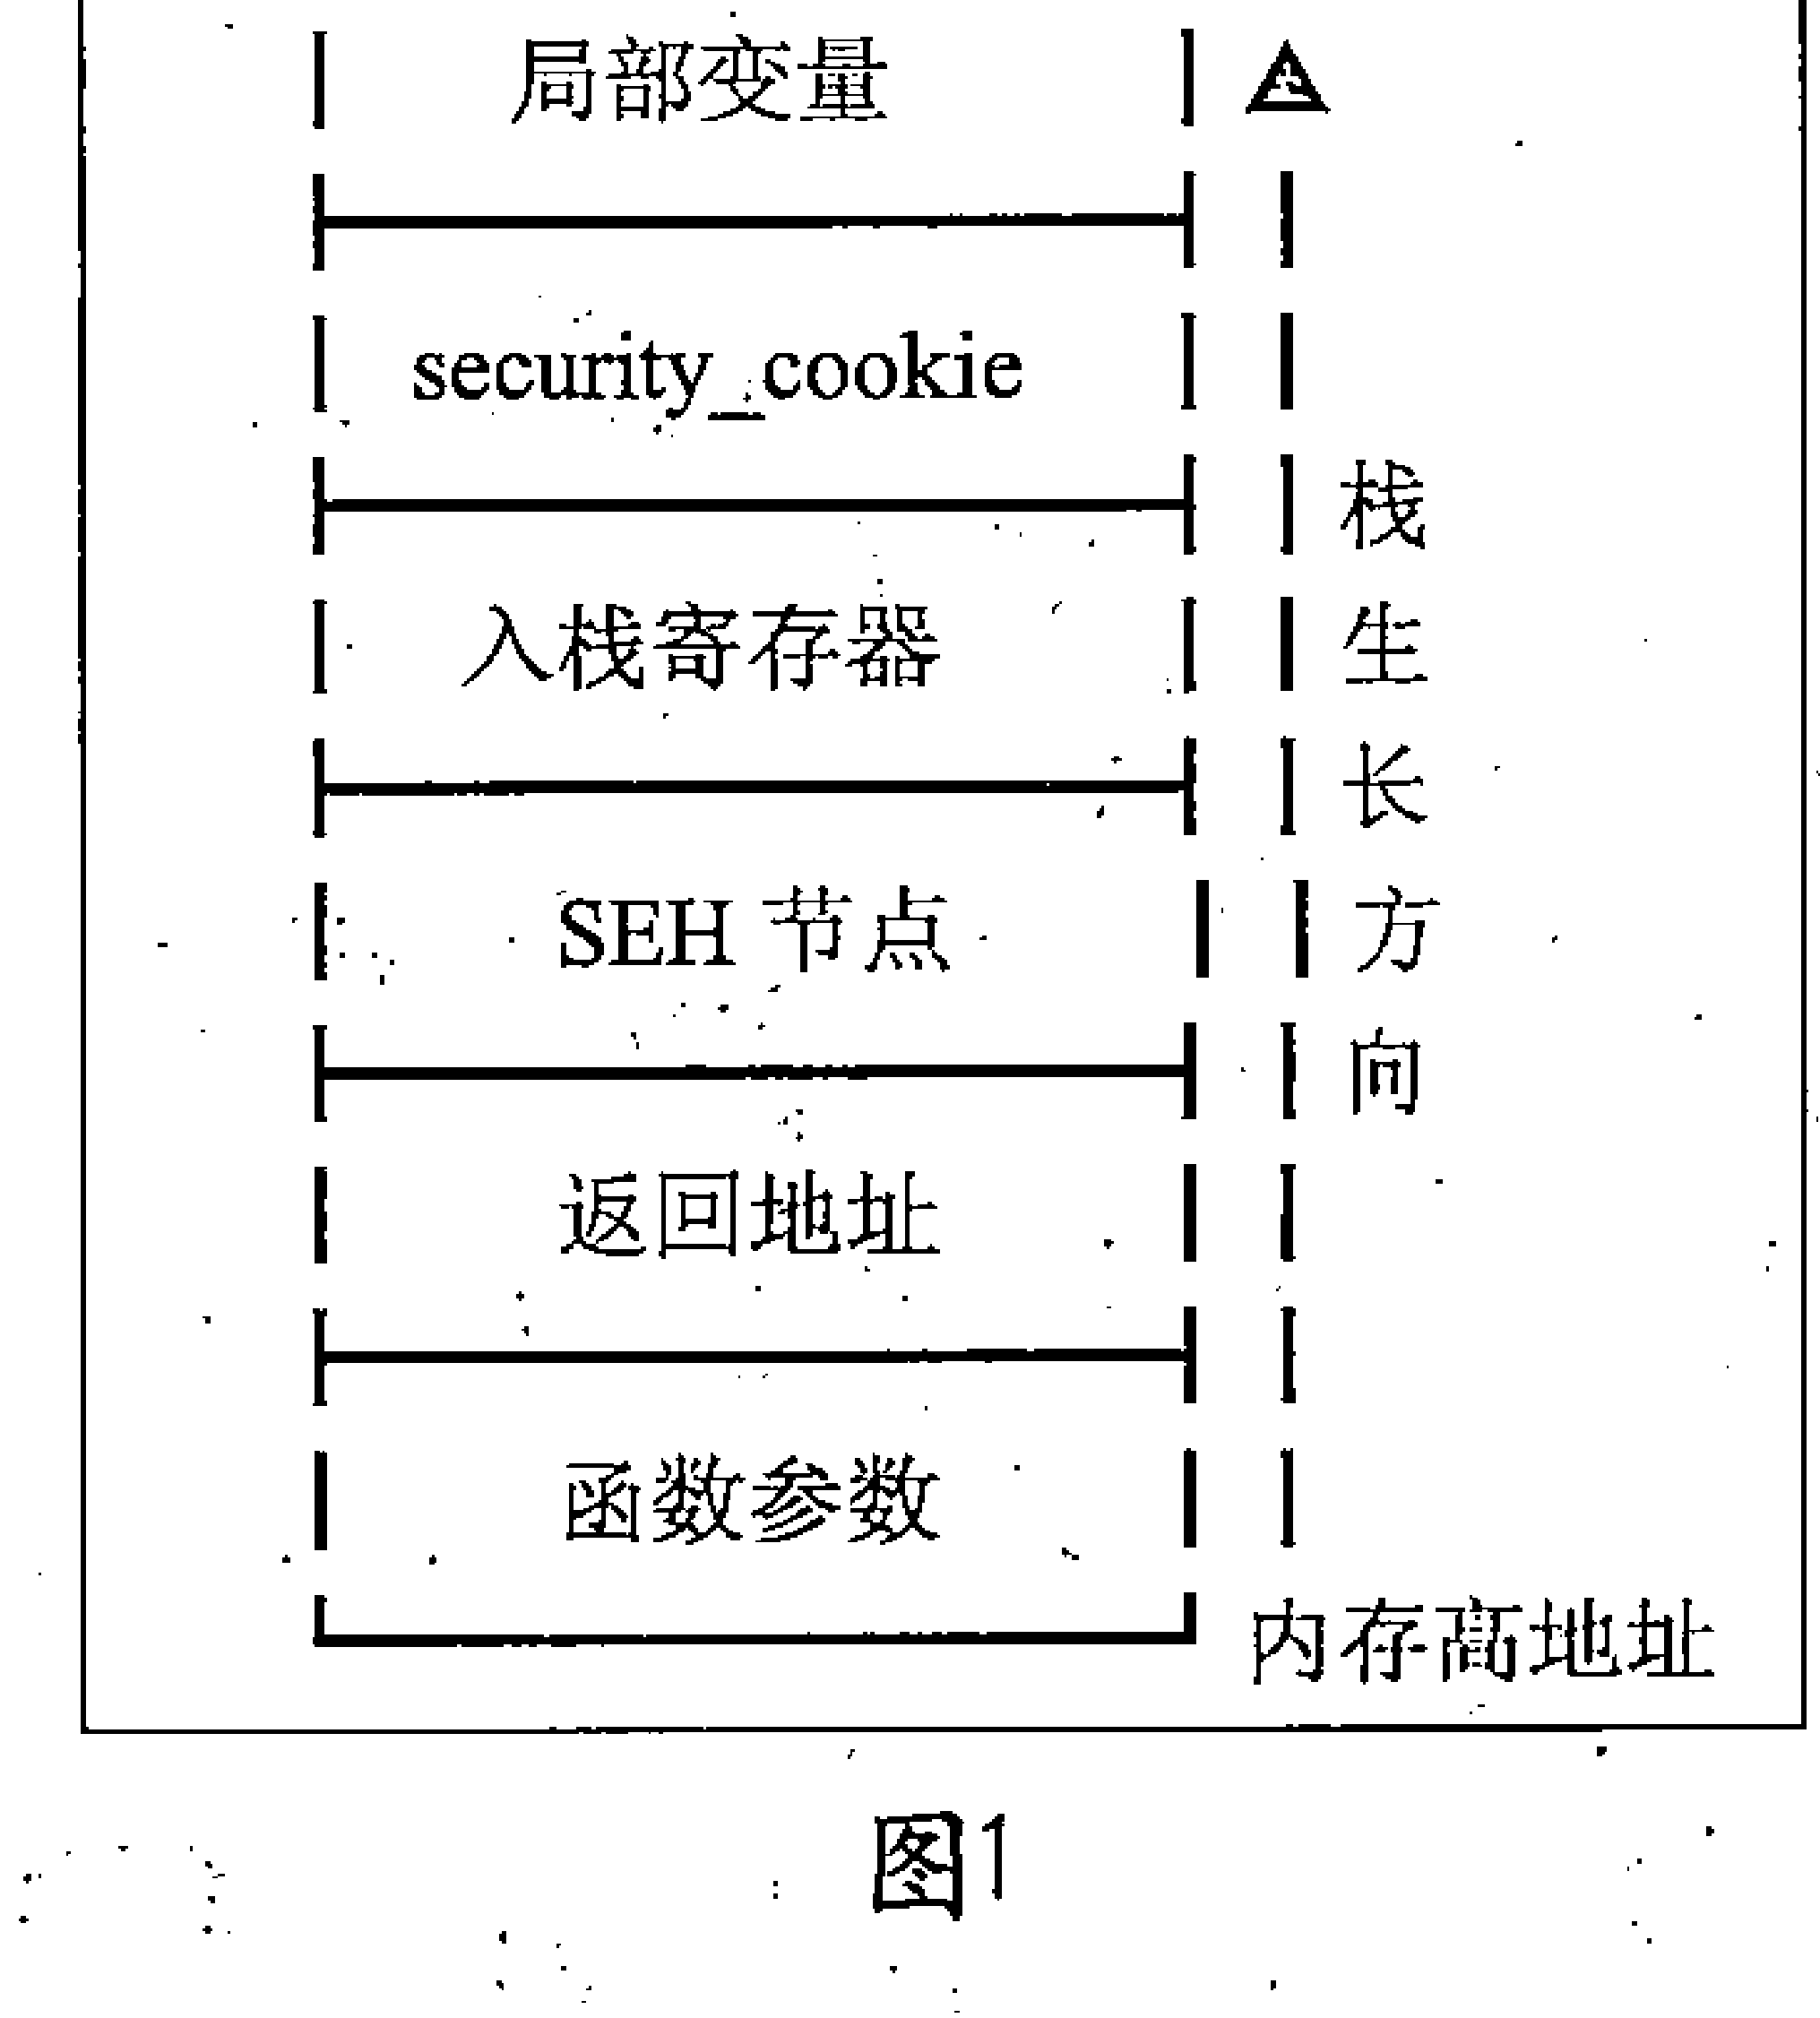 局部变量
security_cookie
入栈寄存器
SEH 节点
返回地址
函数参数
栈生长方向
内存高地址
图1